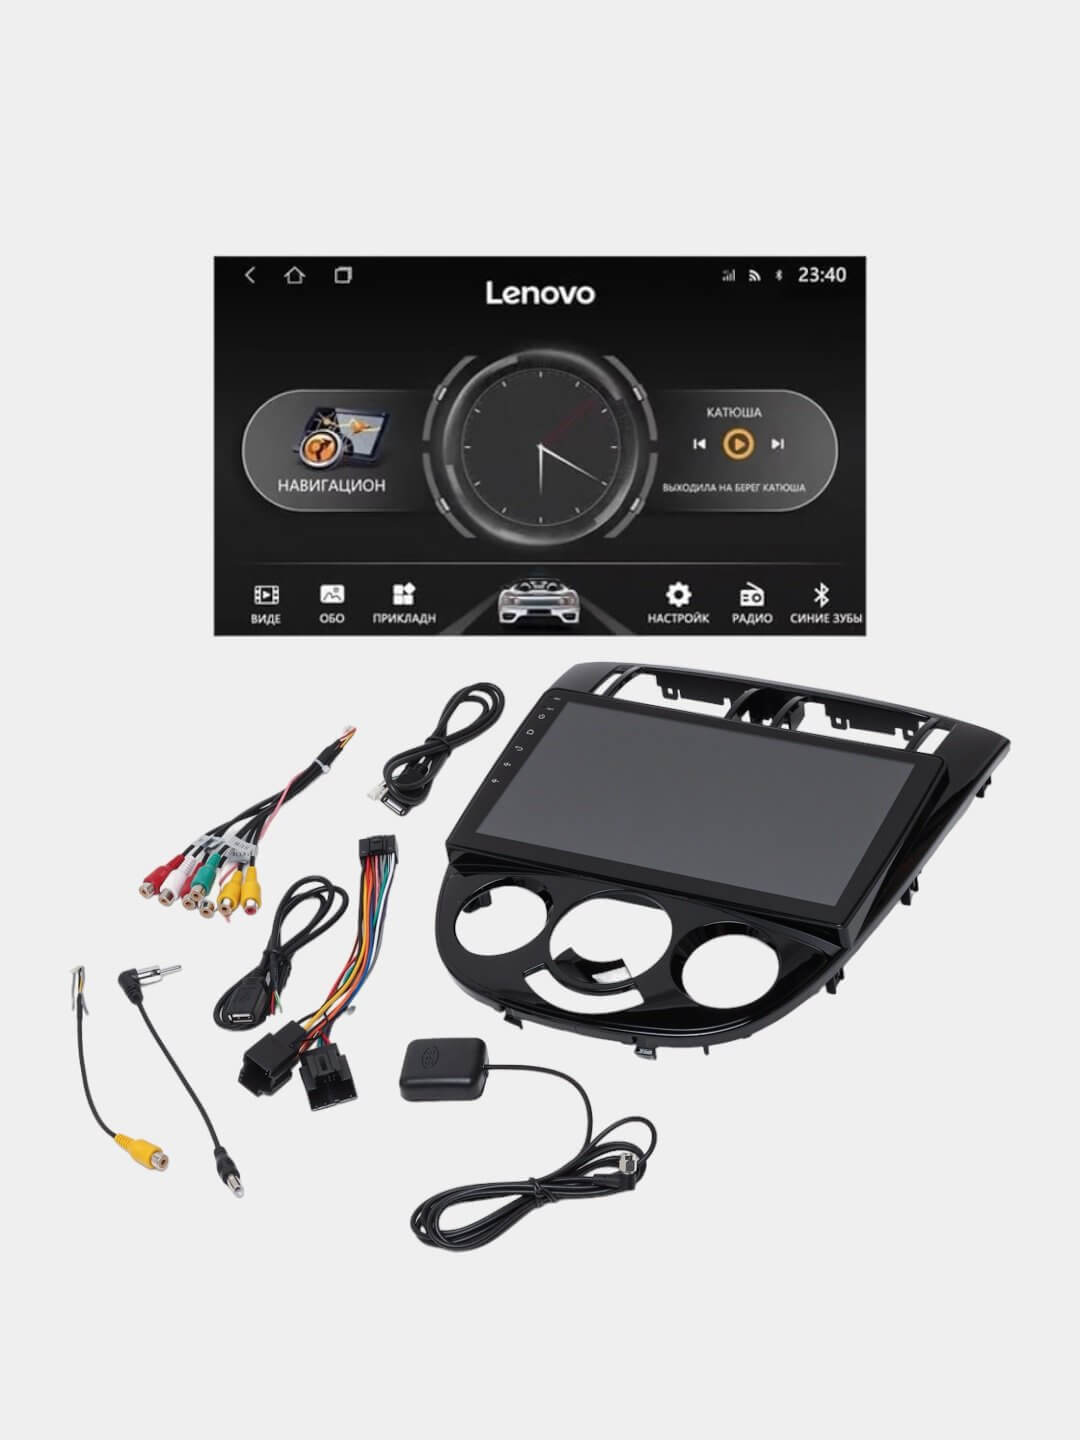 23:40
Lenovo
КАТЮША
НАВИГАЦИОН
ВЫХОДИЛА НА БЕРЕГ КАТЮША
ВИДЕ
ОБО
ПРИКЛАДН
НАСТРОЙК
РАДИО
СИНИЕ ЗУБЫ